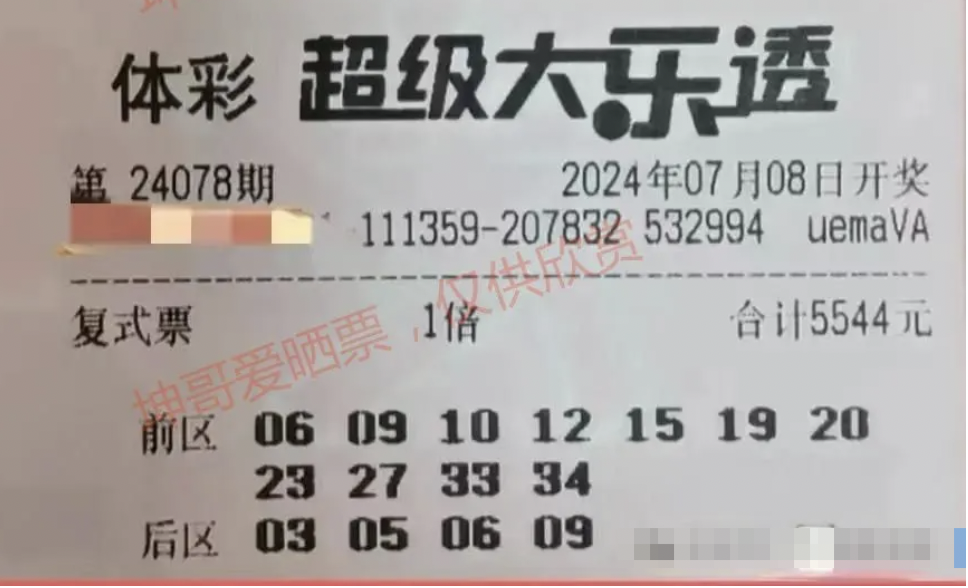 体彩 超级大乐透
第 24078期 2024年07月08日开奖
111359-207832 532994 uemaVA
复式票 1倍 合计5544元
坤哥爱晒票,仅供欣赏
前区 06 09 10 12 15 19 20
23 27 33 34
后区 03 05 06 09